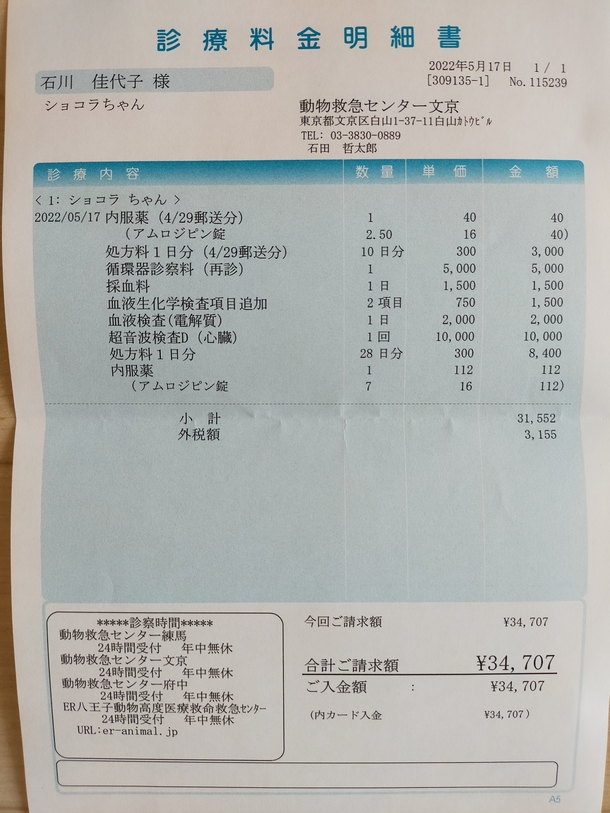 診療料金明細書
2022年5月17日 1 / 1
石川 佳代子 様
[309135-1] No. 115239
ショコラちゃん
動物救急センター文京
東京都文京区白山1-37-11白山ｶﾄｳﾋﾞﾙ
TEL: 03-3830-0889
石田 哲太郎
診療内容 数量 単価 金額
< 1: ショコラ ちゃん >
2022/05/17 内服薬 (4/29郵送分) 1 40 40
(アムロジピン錠 2.50 16 40)
処方料１日分 (4/29郵送分) 10 日分 300 3,000
循環器診察料 (再診) 1 5,000 5,000
採血料 1 日 1,500 1,500
血液生化学検査項目追加 2 項目 750 1,500
血液検査(電解質) 1 日 2,000 2,000
超音波検査D (心臓) 1 回 10,000 10,000
処方料１日分 28 日分 300 8,400
内服薬 1 112 112
(アムロジピン錠 7 16 112)
小 計 31,552
外税額 3,155
*****診察時間*****
動物救急センター練馬
24時間受付 年中無休
動物救急センター文京
24時間受付 年中無休
動物救急センター府中
24時間受付 年中無休
ER八王子動物高度医療救命救急ｾﾝﾀｰ
24時間受付 年中無休
URL:er-animal.jp
今回ご請求額 ¥34,707
合計ご請求額 ¥34,707
ご入金額 : ¥34,707
(内カード入金 ¥34,707)
A5